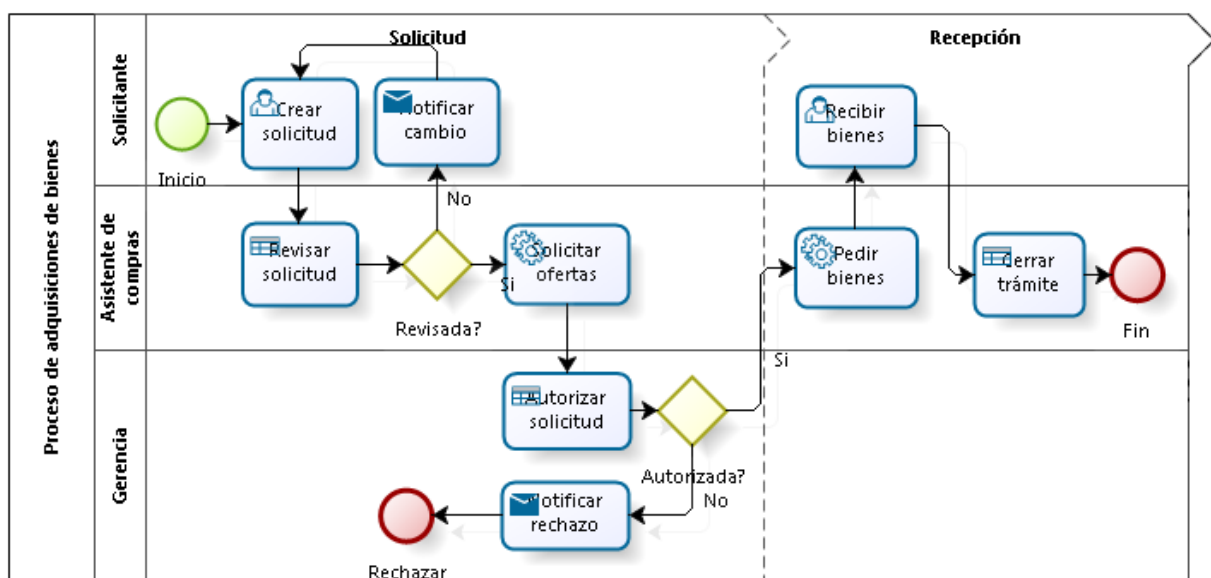 Proceso de adquisiciones de bienes
Solicitud
Recepción
Solicitante
Inicio
Crear
solicitud
Notificar
cambio
Recibir
bienes
Asistente de
compras
Revisar
solicitud
No
Revisada?
Si
Solicitar
ofertas
Pedir
bienes
Cerrar
trámite
Fin
Gerencia
Autorizar
solicitud
Autorizada?
Si
No
Notificar
rechazo
Rechazar